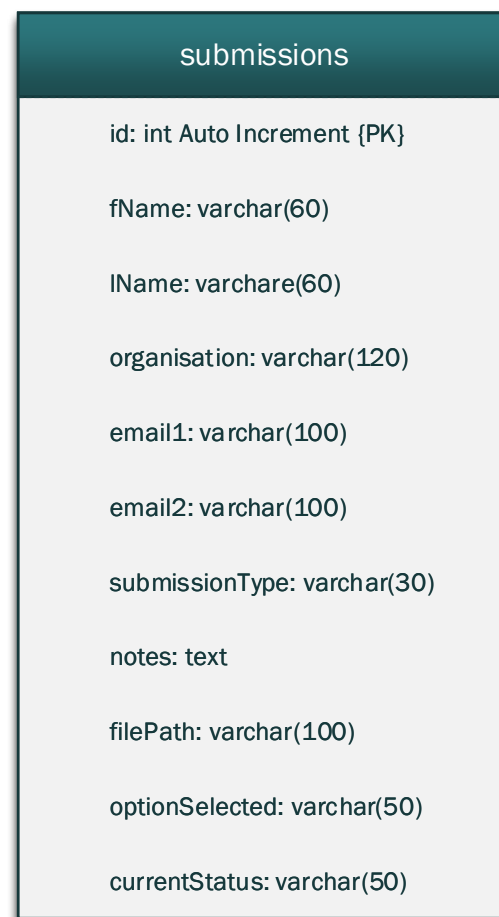 submissions
id: int Auto Increment {PK}
fName: varchar(60)
lName: varchare(60)
organisation: varchar(120)
email1: varchar(100)
email2: varchar(100)
submissionType: varchar(30)
notes: text
filePath: varchar(100)
optionSelected: varchar(50)
currentStatus: varchar(50)